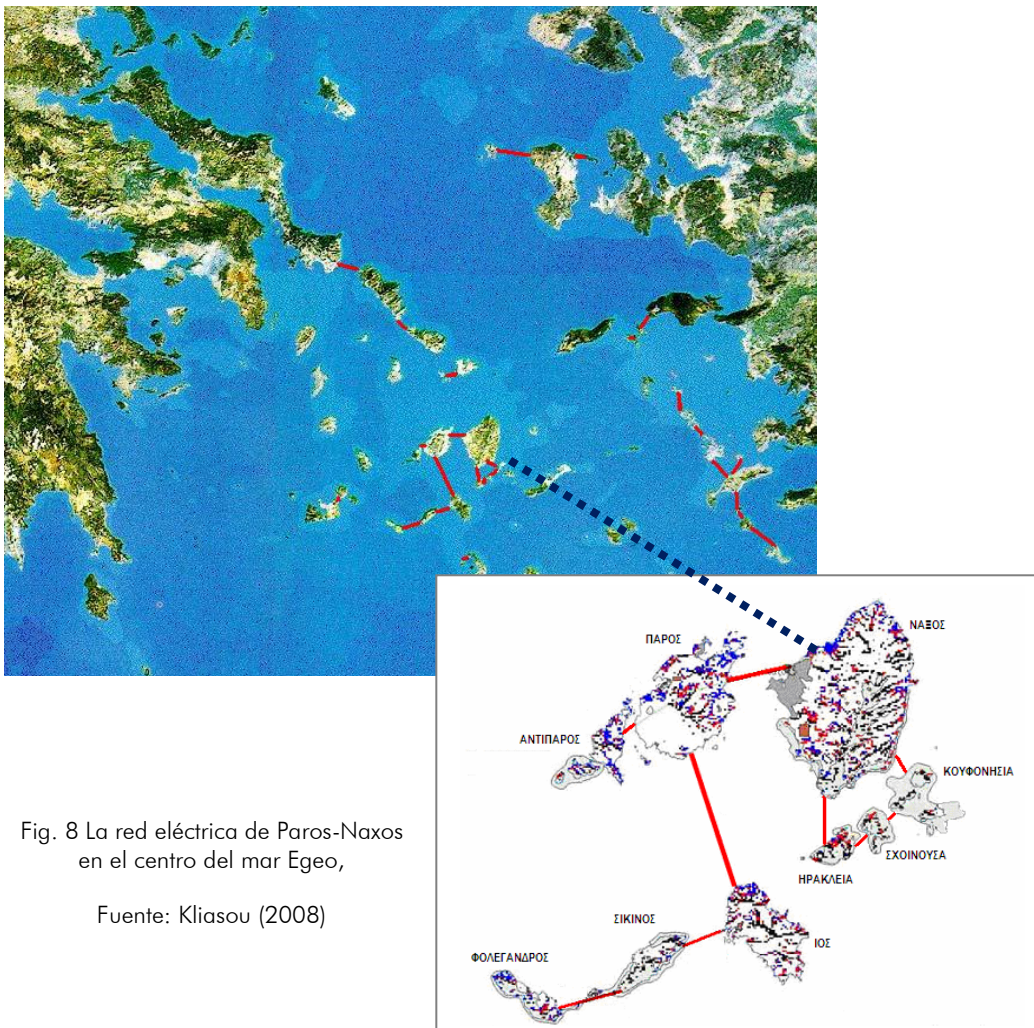 ΠΑΡΟΣ
ΝΑΞΟΣ
ΑΝΤΙΠΑΡΟΣ
ΚΟΥΦΟΝΗΣΙΑ
ΣΧΟΙΝΟΥΣΑ
ΗΡΑΚΛΕΙΑ
ΣΙΚΙΝΟΣ
ΙΟΣ
ΦΟΛΕΓΑΝΔΡΟΣ
Fig. 8 La red eléctrica de Paros-Naxos
en el centro del mar Egeo,
Fuente: Kliasou (2008)